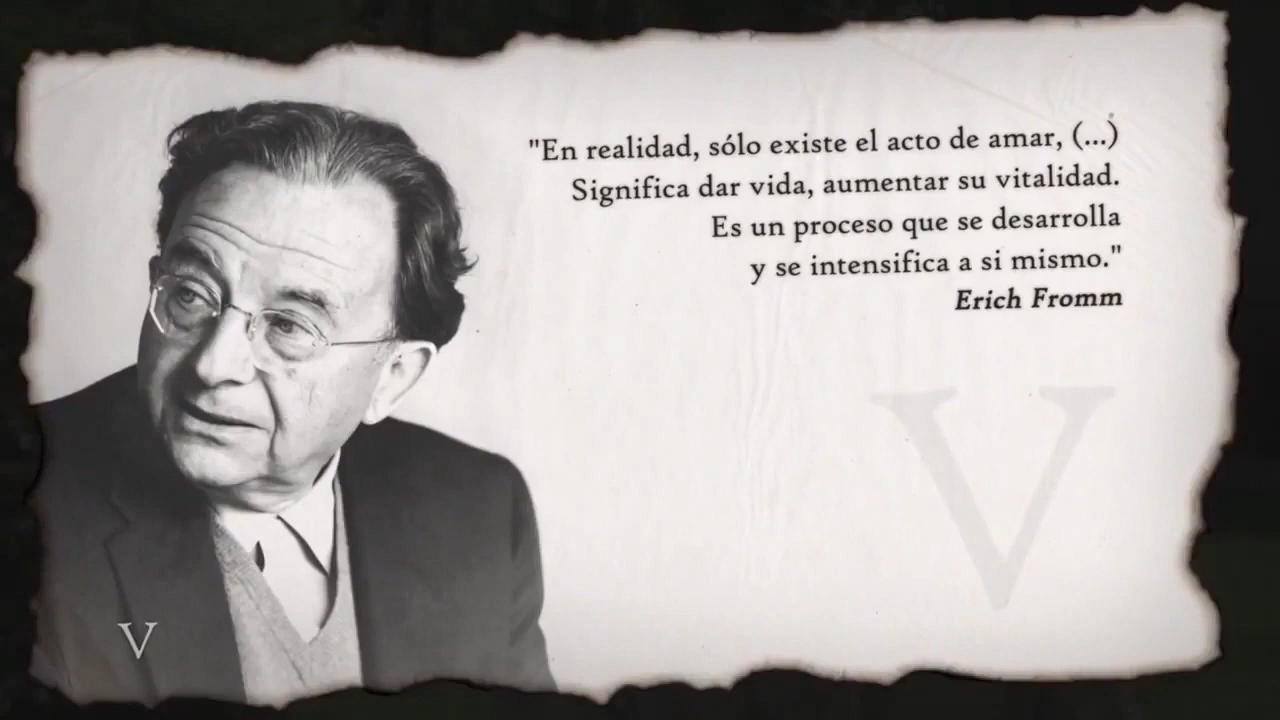 "En realidad, sólo existe el acto de amar, (...)
Significa dar vida, aumentar su vitalidad.
Es un proceso que se desarrolla
y se intensifica a si mismo."
Erich Fromm
V
V